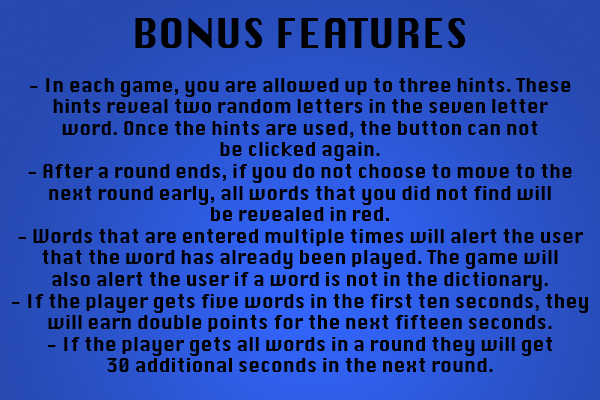 BONUS FEATURES
- In each game, you are allowed up to three hints. These
hints reveal two random letters in the seven letter
word. Once the hints are used, the button can not
be clicked again.
- After a round ends, if you do not choose to move to the
next round early, all words that you did not find will
be revealed in red.
- Words that are entered multiple times will alert the user
that the word has already been played. The game will
also alert the user if a word is not in the dictionary.
- If the player gets five words in the first ten seconds, they
will earn double points for the next fifteen seconds.
- If the player gets all words in a round they will get
30 additional seconds in the next round.